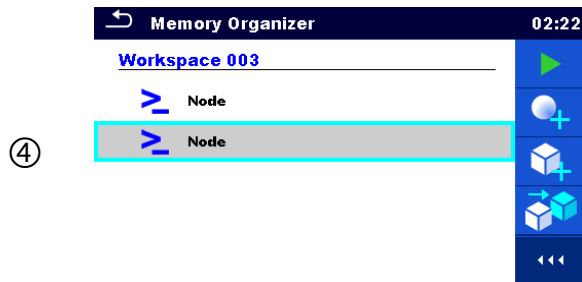 Memory Organizer 02:22
Workspace 003
>_ Node
④
>_ Node